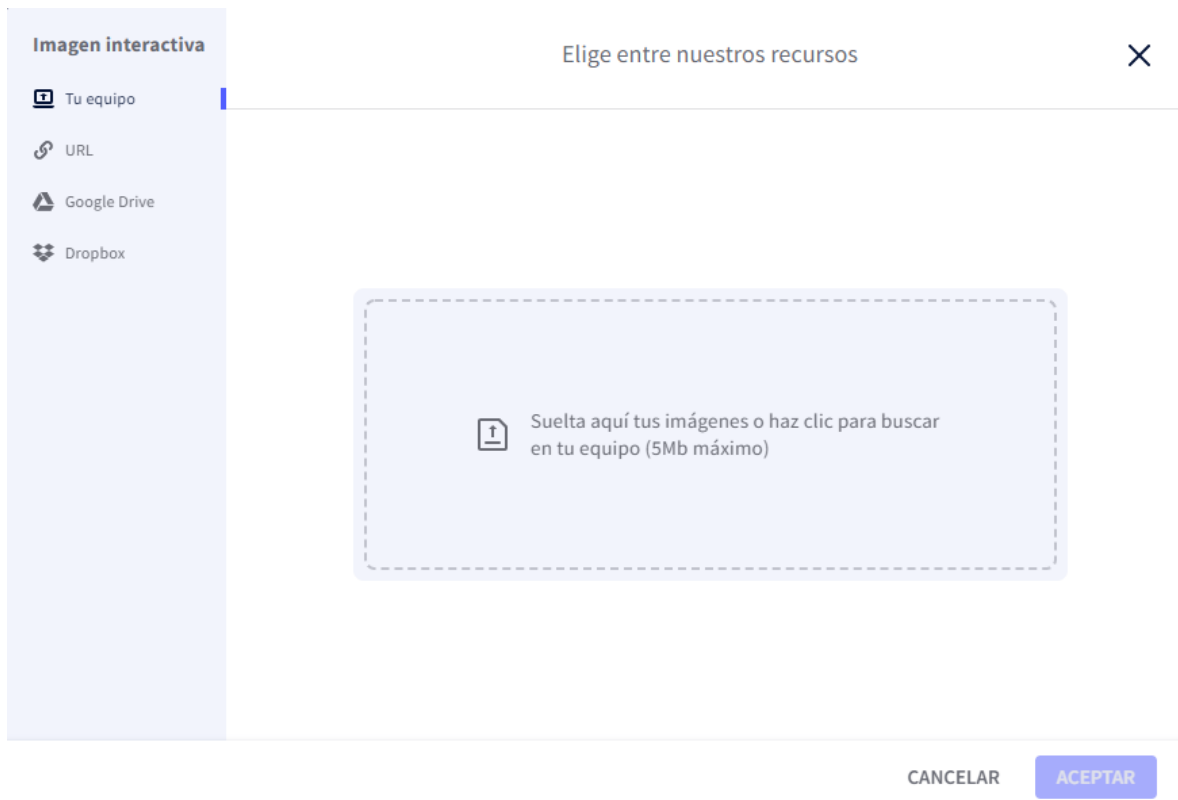 Imagen interactiva
Tu equipo
URL
Google Drive
Dropbox
Elige entre nuestros recursos
Suelta aquí tus imágenes o haz clic para buscar
en tu equipo (5Mb máximo)
CANCELAR
ACEPTAR